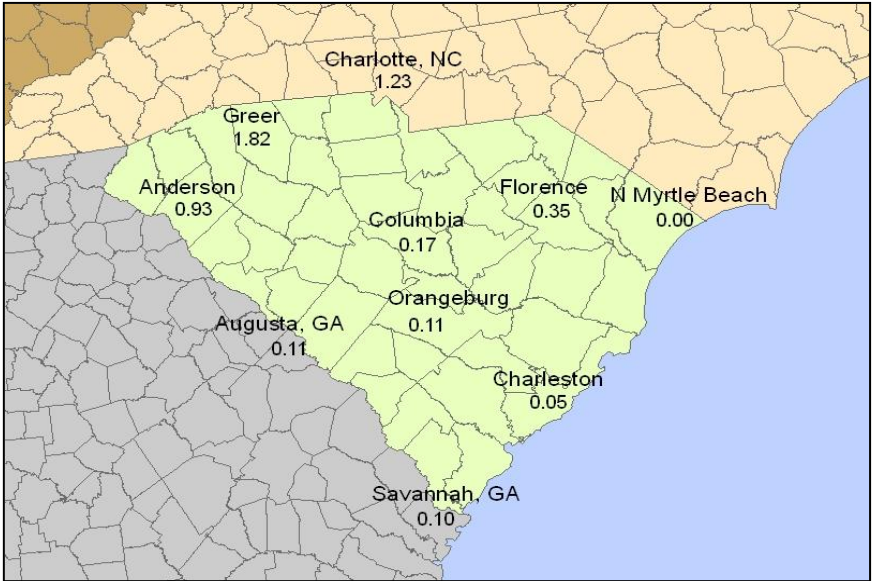 Charlotte, NC
1.23
Greer
1.82
Anderson
0.93
Florence
0.35
N Myrtle Beach
0.00
Columbia
0.17
Orangeburg
0.11
Augusta, GA
0.11
Charleston
0.05
Savannah, GA
0.10